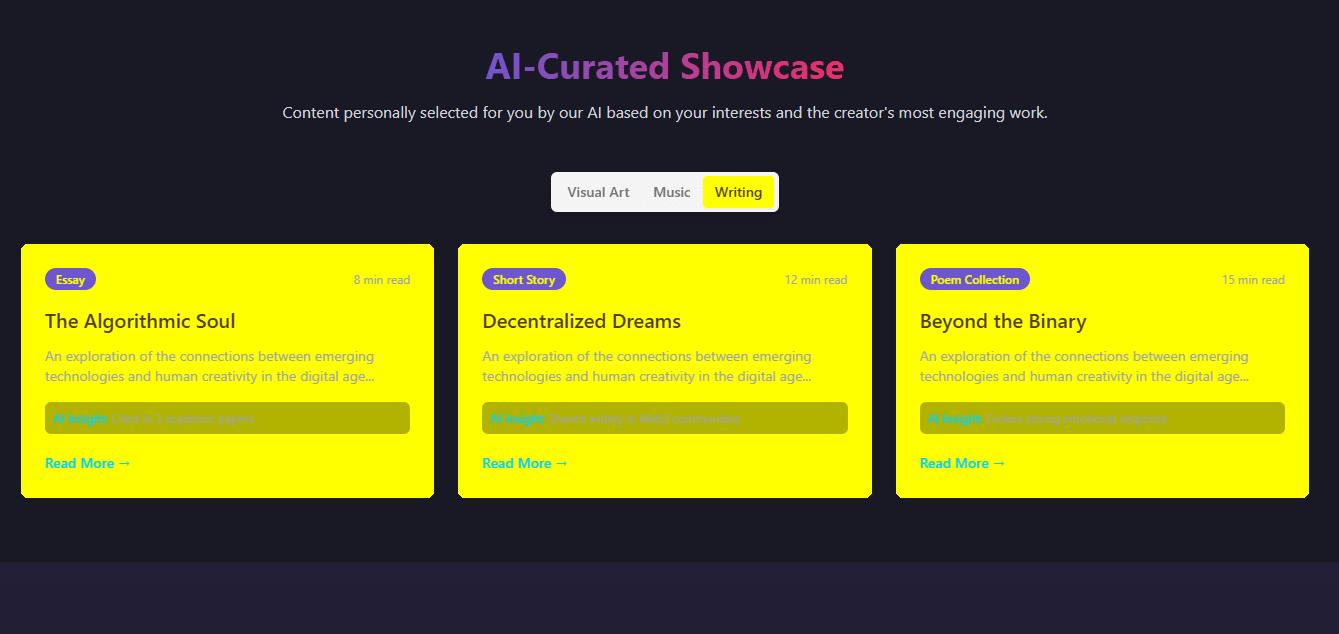 AI-Curated Showcase
Content personally selected for you by our AI based on your interests and the creator's most engaging work.
Visual Art Music Writing
Essay 8 min read
The Algorithmic Soul
An exploration of the connections between emerging
technologies and human creativity in the digital age...
AI Insight: Cited in 3 academic papers
Read More →
Short Story 12 min read
Decentralized Dreams
An exploration of the connections between emerging
technologies and human creativity in the digital age...
AI Insight: Shared widely in Web3 communities
Read More →
Poem Collection 15 min read
Beyond the Binary
An exploration of the connections between emerging
technologies and human creativity in the digital age...
AI Insight: Evokes strong emotional response
Read More →